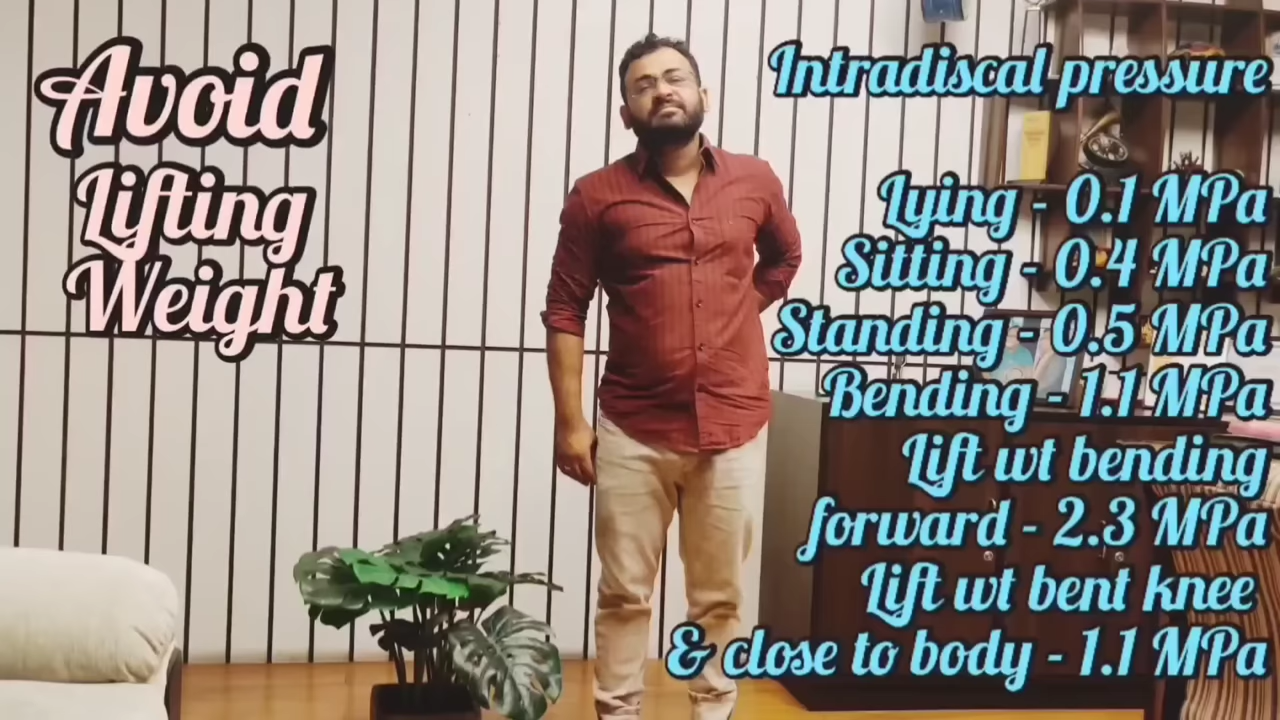 Avoid
Lifting
Weight
Intradiscal pressure
Lying - 0.1 MPa
Sitting - 0.4 MPa
Standing - 0.5 MPa
Bending - 1.1 MPa
Lift wt bending
forward - 2.3 MPa
Lift wt bent knee
& close to body - 1.1 MPa